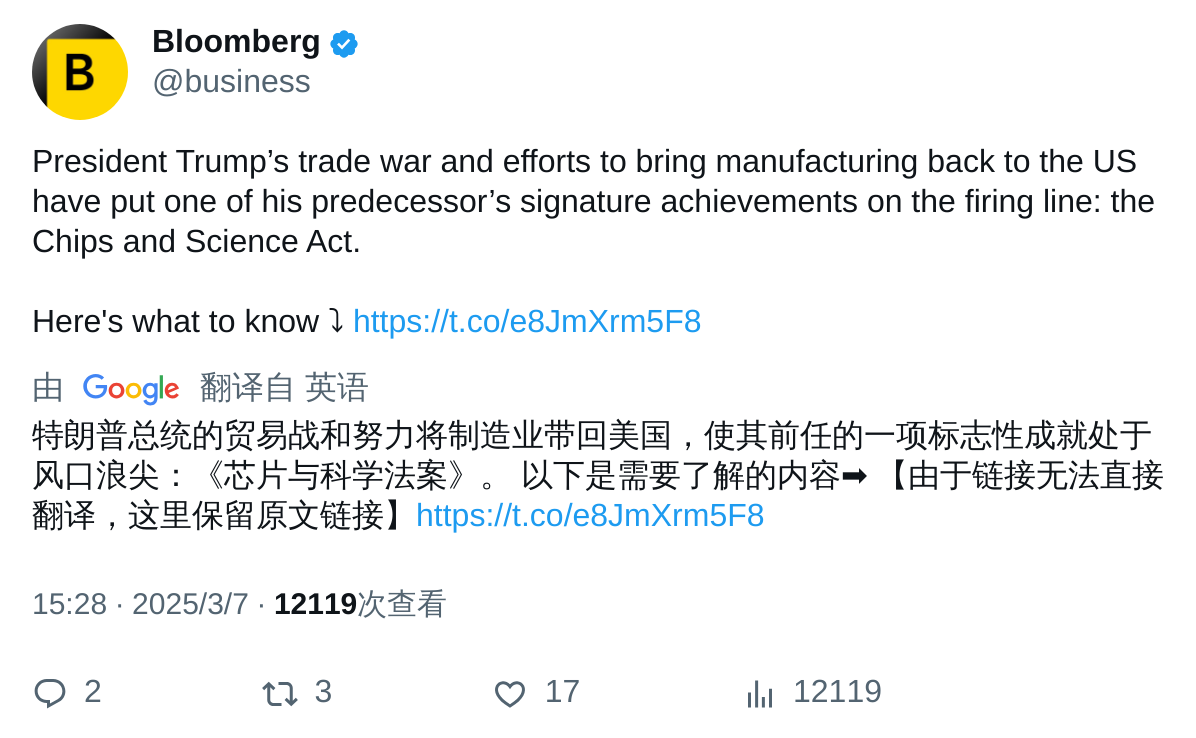 B
Bloomberg
@business
President Trump’s trade war and efforts to bring manufacturing back to the US
have put one of his predecessor’s signature achievements on the firing line: the
Chips and Science Act.
Here's what to know ⤵ https://t.co/e8JmXrm5F8
由 Google 翻译自 英语
特朗普总统的贸易战和努力将制造业带回美国，使其前任的一项标志性成就处于
风口浪尖：《芯片与科学法案》。 以下是需要了解的内容➡ 【由于链接无法直接
翻译，这里保留原文链接】https://t.co/e8JmXrm5F8
15:28 · 2025/3/7 · 12119次查看
2 3 17 12119